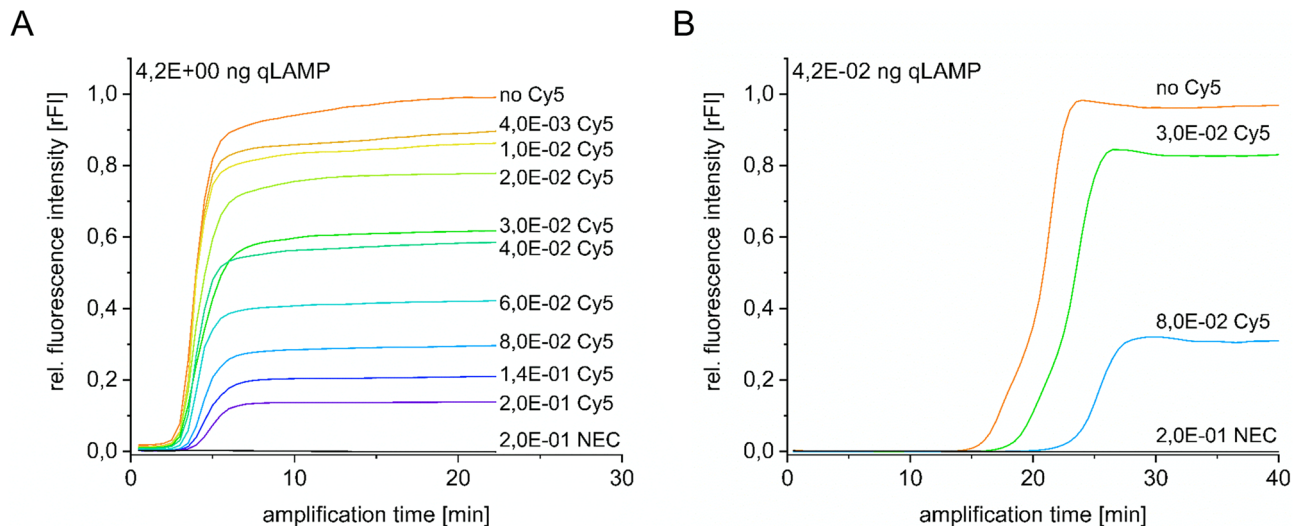 A
4,2E+00 ng qLAMP
rel. fluorescence intensity [rFI]
1,0
0,8
0,6
0,4
0,2
0,0
no Cy5
4,0E-03 Cy5
1,0E-02 Cy5
2,0E-02 Cy5
3,0E-02 Cy5
4,0E-02 Cy5
6,0E-02 Cy5
8,0E-02 Cy5
1,4E-01 Cy5
2,0E-01 Cy5
2,0E-01 NEC
0 10 20 30
amplification time [min]
B
4,2E-02 ng qLAMP
rel. fluorescence intensity [rFI]
1,0
0,8
0,6
0,4
0,2
0,0
no Cy5
3,0E-02 Cy5
8,0E-02 Cy5
2,0E-01 NEC
0 10 20 30 40
amplification time [min]